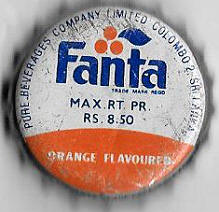 PURE BEVERAGES COMPANY LIMITED COLOMBO 2, SRI LANKA
Fanta
TRADE MARK REGD
MAX. RT. PR.
RS. 8.50
ORANGE FLAVOURED